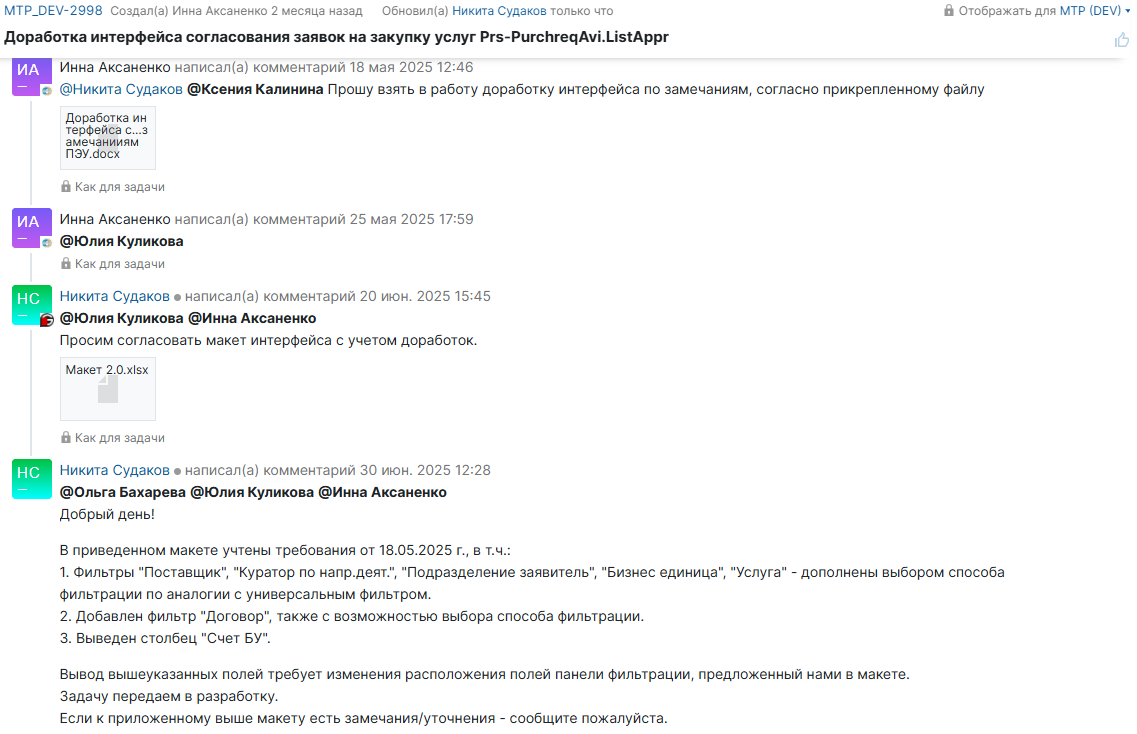 MTP_DEV-2998 Создал(а) Инна Аксаненко 2 месяца назад Обновил(а) Никита Судаков только что Отображать для MTP (DEV)
Доработка интерфейса согласования заявок на закупку услуг Prs-PurchreqAvi.ListAppr
ИА
Инна Аксаненко написал(а) комментарий 18 мая 2025 12:46
@Никита Судаков @Ксения Калинина Прошу взять в работу доработку интерфейса по замечаниям, согласно прикрепленному файлу
Доработка ин
терфейса с...з
амечанииям
ПЭУ.docx
Как для задачи
ИА
Инна Аксаненко написал(а) комментарий 25 мая 2025 17:59
@Юлия Куликова
Как для задачи
НС
Никита Судаков написал(а) комментарий 20 июн. 2025 15:45
@Юлия Куликова @Инна Аксаненко
Просим согласовать макет интерфейса с учетом доработок.
Макет 2.0.xlsx
Как для задачи
НС
Никита Судаков написал(а) комментарий 30 июн. 2025 12:28
@Ольга Бахарева @Юлия Куликова @Инна Аксаненко
Добрый день!
В приведенном макете учтены требования от 18.05.2025 г., в т.ч.:
1. Фильтры "Поставщик", "Куратор по напр.деят.", "Подразделение заявитель", "Бизнес единица", "Услуга" - дополнены выбором способа
фильтрации по аналогии с универсальным фильтром.
2. Добавлен фильтр "Договор", также с возможностью выбора способа фильтрации.
3. Выведен столбец "Счет БУ".
Вывод вышеуказанных полей требует изменения расположения полей панели фильтрации, предложенный нами в макете.
Задачу передаем в разработку.
Если к приложенному выше макету есть замечания/уточнения - сообщите пожалуйста.